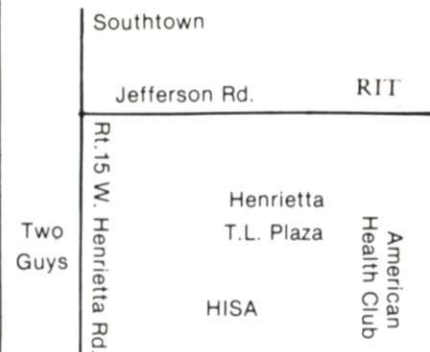 Southtown
Jefferson Rd.
RIT
Rt.15 W. Henrietta Rd.
Henrietta
T.L. Plaza
Two
Guys
American
Health Club
HISA